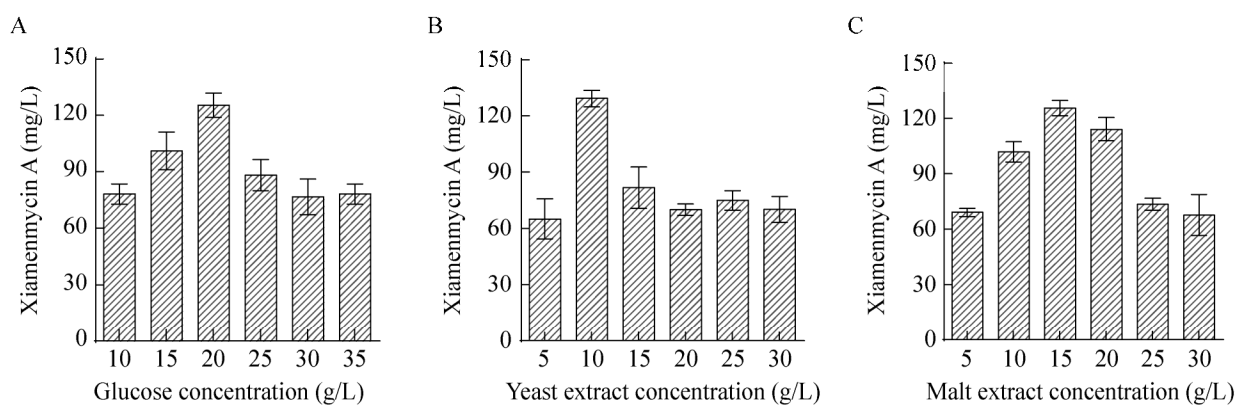 A
Xiamenmycin A (mg/L)
150
120
90
60
30
0
10 15 20 25 30 35
Glucose concentration (g/L)
B
Xiamenmycin A (mg/L)
150
120
90
60
30
0
5 10 15 20 25 30
Yeast extract concentration (g/L)
C
Xiamenmycin A (mg/L)
150
120
90
60
30
0
5 10 15 20 25 30
Malt extract concentration (g/L)